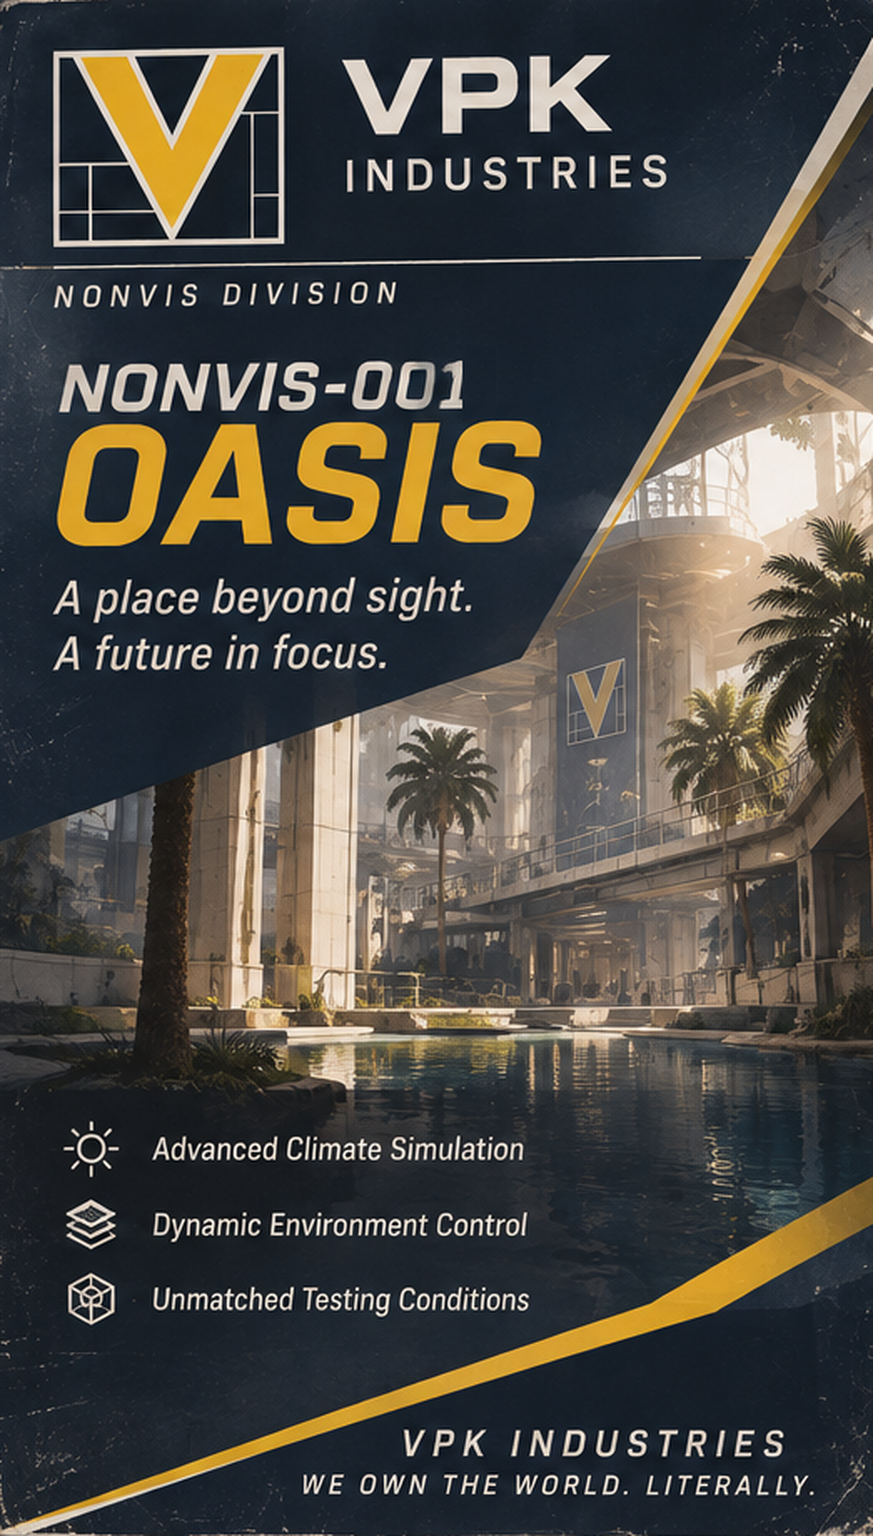 V
VPK
INDUSTRIES
NONVIS DIVISION
NONVIS-001
OASIS
A place beyond sight.
A future in focus.
V
Advanced Climate Simulation
Dynamic Environment Control
Unmatched Testing Conditions
VPK INDUSTRIES
WE OWN THE WORLD. LITERALLY.